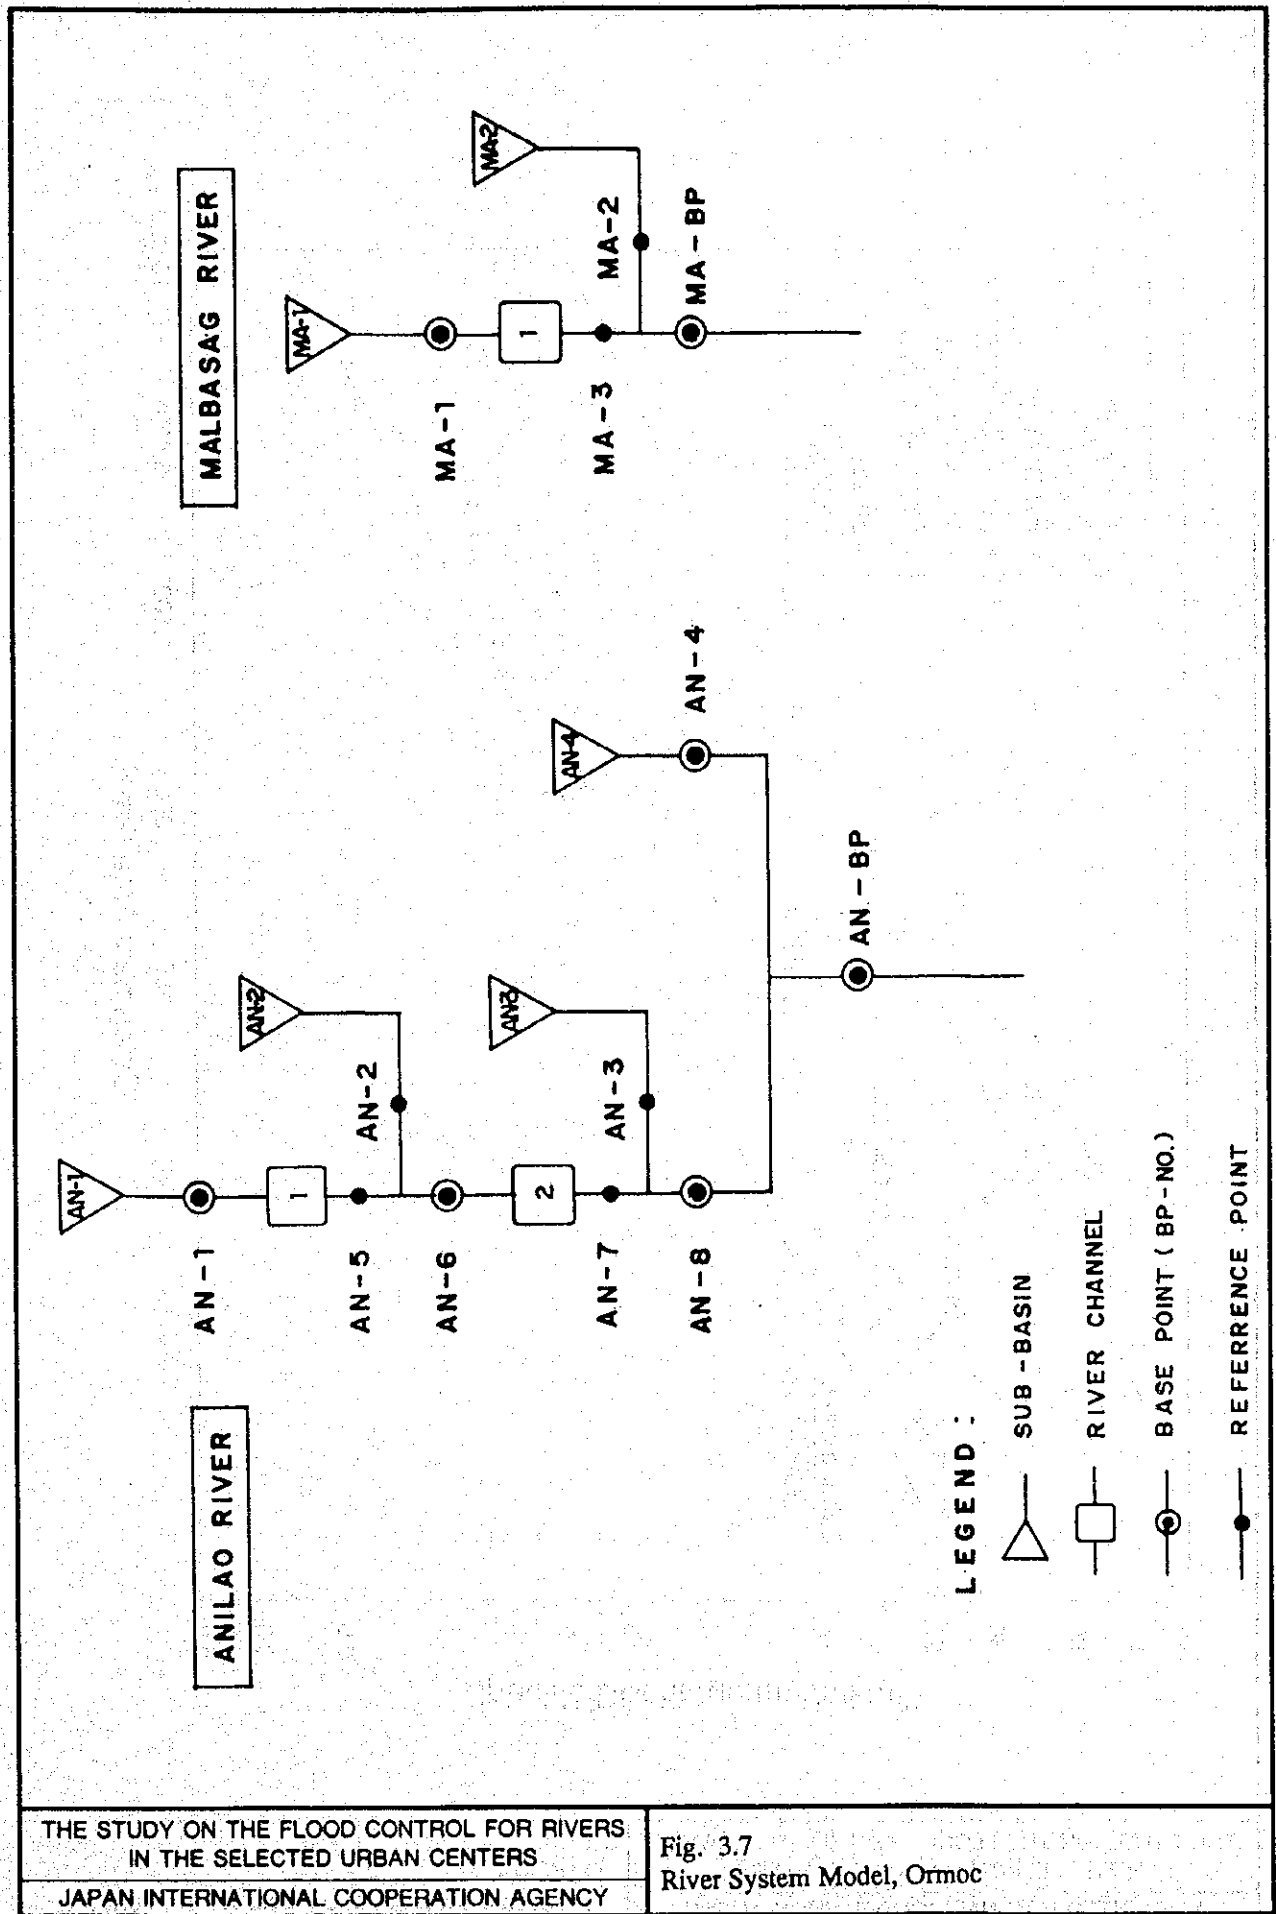 MALBASAG RIVER
MA-1
MA-2
MA-1
1
MA-3
MA-2
MA-BP
ANILAO RIVER
AN-1
AN-2
AN-3
AN-4
AN-1
1
AN-5
AN-2
AN-6
2
AN-7
AN-3
AN-8
AN-4
AN-BP
LEGEND :
SUB-BASIN
RIVER CHANNEL
BASE POINT (BP-NO.)
REFERRENCE POINT
THE STUDY ON THE FLOOD CONTROL FOR RIVERS
IN THE SELECTED URBAN CENTERS
JAPAN INTERNATIONAL COOPERATION AGENCY
Fig. 3.7
River System Model, Ormoc